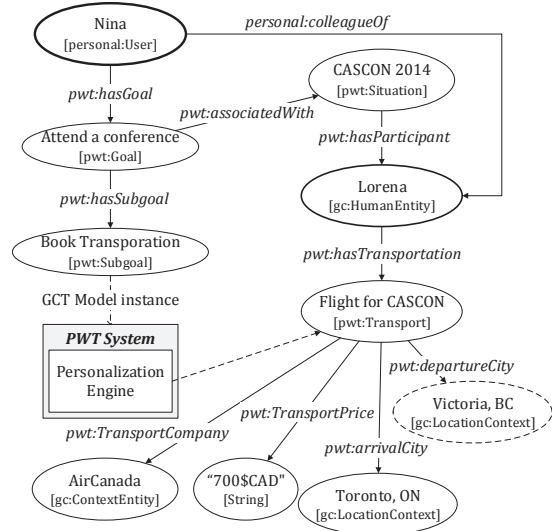 Nina
[personal:User]
personal:colleagueOf
pwt:hasGoal
CASCON 2014
[pwt:Situation]
pwt:associatedWith
Attend a conference
[pwt:Goal]
pwt:hasParticipant
pwt:hasSubgoal
Lorena
[gc:HumanEntity]
Book Transporation
[pwt:Subgoal]
pwt:hasTransportation
GCT Model instance
Flight for CASCON
[pwt:Transport]
PWT System
Personalization
Engine
pwt:departureCity
Victoria, BC
[gc:LocationContext]
pwt:TransportPrice
pwt:TransportCompany
pwt:arrivalCity
AirCanada
[gc:ContextEntity]
“700$CAD"
[String]
Toronto, ON
[gc:LocationContext]